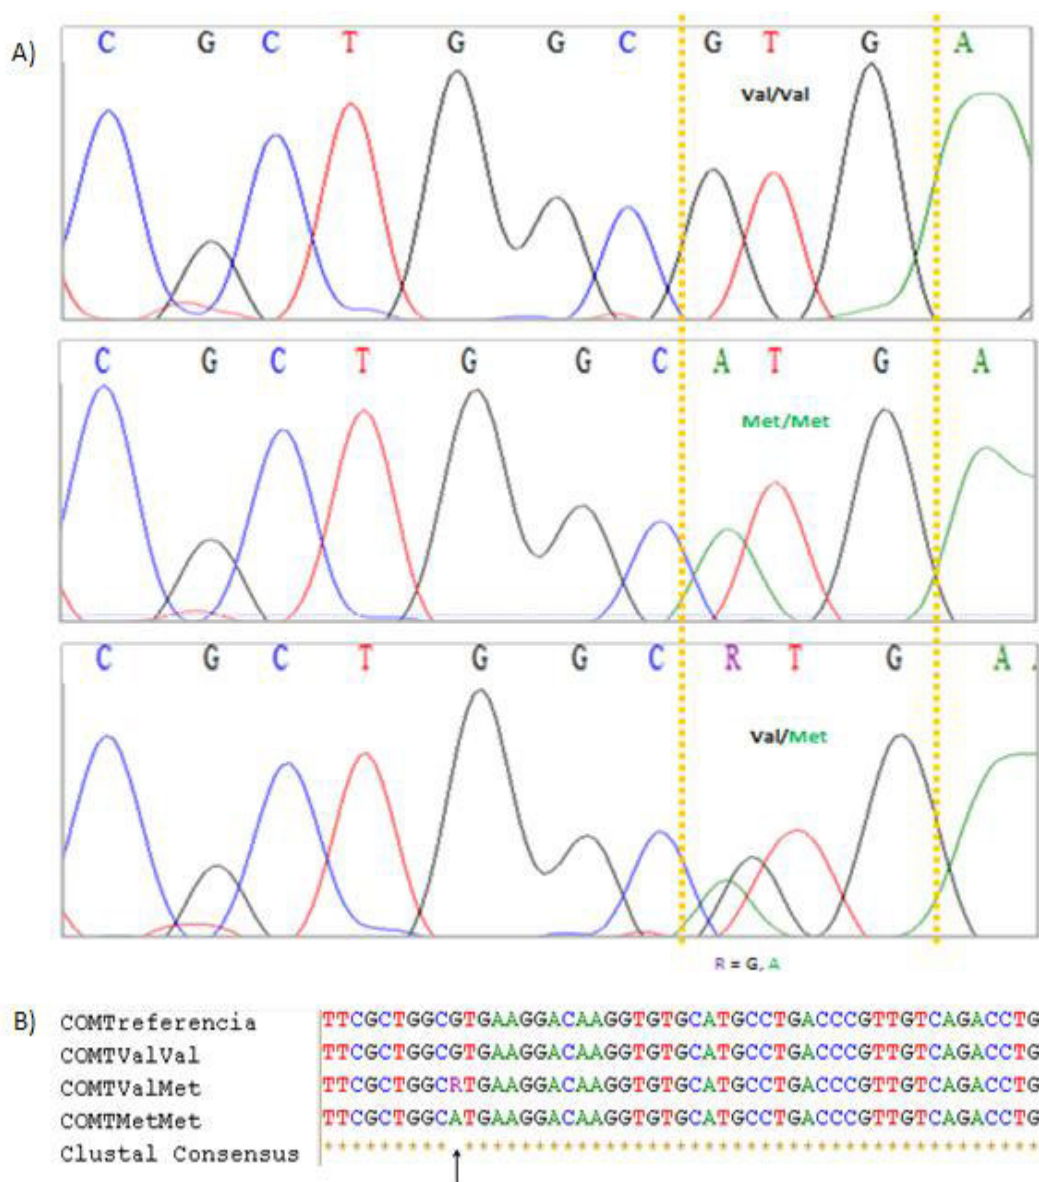 A)
C G C T G G C G T G A
Val/Val
C G C T G G C A T G A
Met/Met
C G C T G G C R T G A
Val/Met
R = G, A
B)
COMTreferencia TTCGCTGGCGTGAAGGACAAGGTGTGCATGCCTGACCCGTTGTCAGACCTG
COMTValVal TTCGCTGGCGTGAAGGACAAGGTGTGCATGCCTGACCCGTTGTCAGACCTG
COMTValMet TTCGCTGGCRTGAAGGACAAGGTGTGCATGCCTGACCCGTTGTCAGACCTG
COMTMetMet TTCGCTGGCATGAAGGACAAGGTGTGCATGCCTGACCCGTTGTCAGACCTG
Clustal Consensus ********* *****************************************